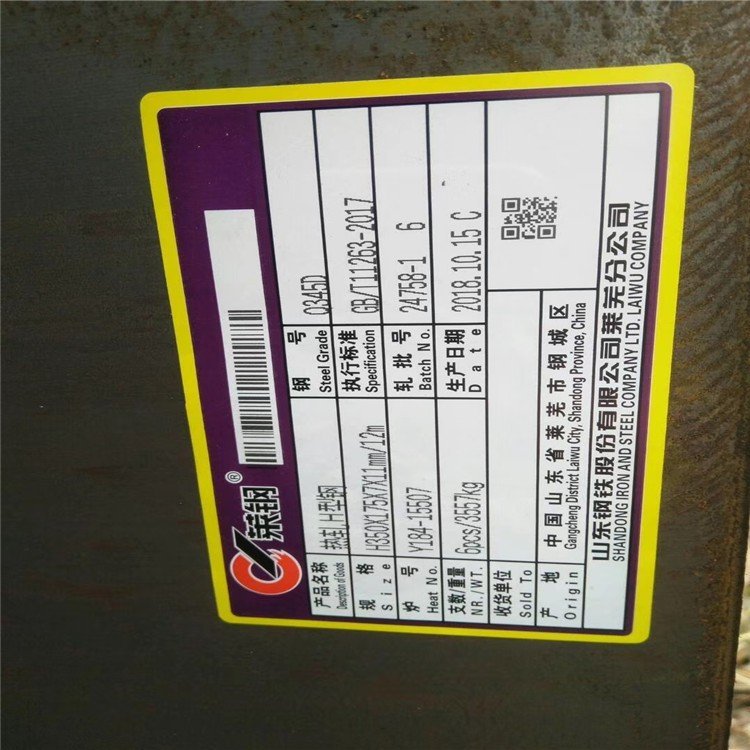 莱钢®
产品名称 热轧H型钢 钢 号 Q345D
Description of Goods Steel Grade
规 格 H350X175X7X11mm/12m 执行标准 GB/T11263-2017
Size Specification
炉 号 Y184-15507 轧 批 号 24758-1 6
Heat No. Batch No.
支数/重量 6pcs/3557kg 生产日期 2018.10.15 C
NR./WT. Date
收货单位
Sold To
产 地 中国山东省莱芜市钢城区
Origin Gangcheng District Laiwu City, Shandong Province, China
山东钢铁股份有限公司莱芜分公司
SHANDONG IRON AND STEEL COMPANY LTD. LAIWU COMPANY